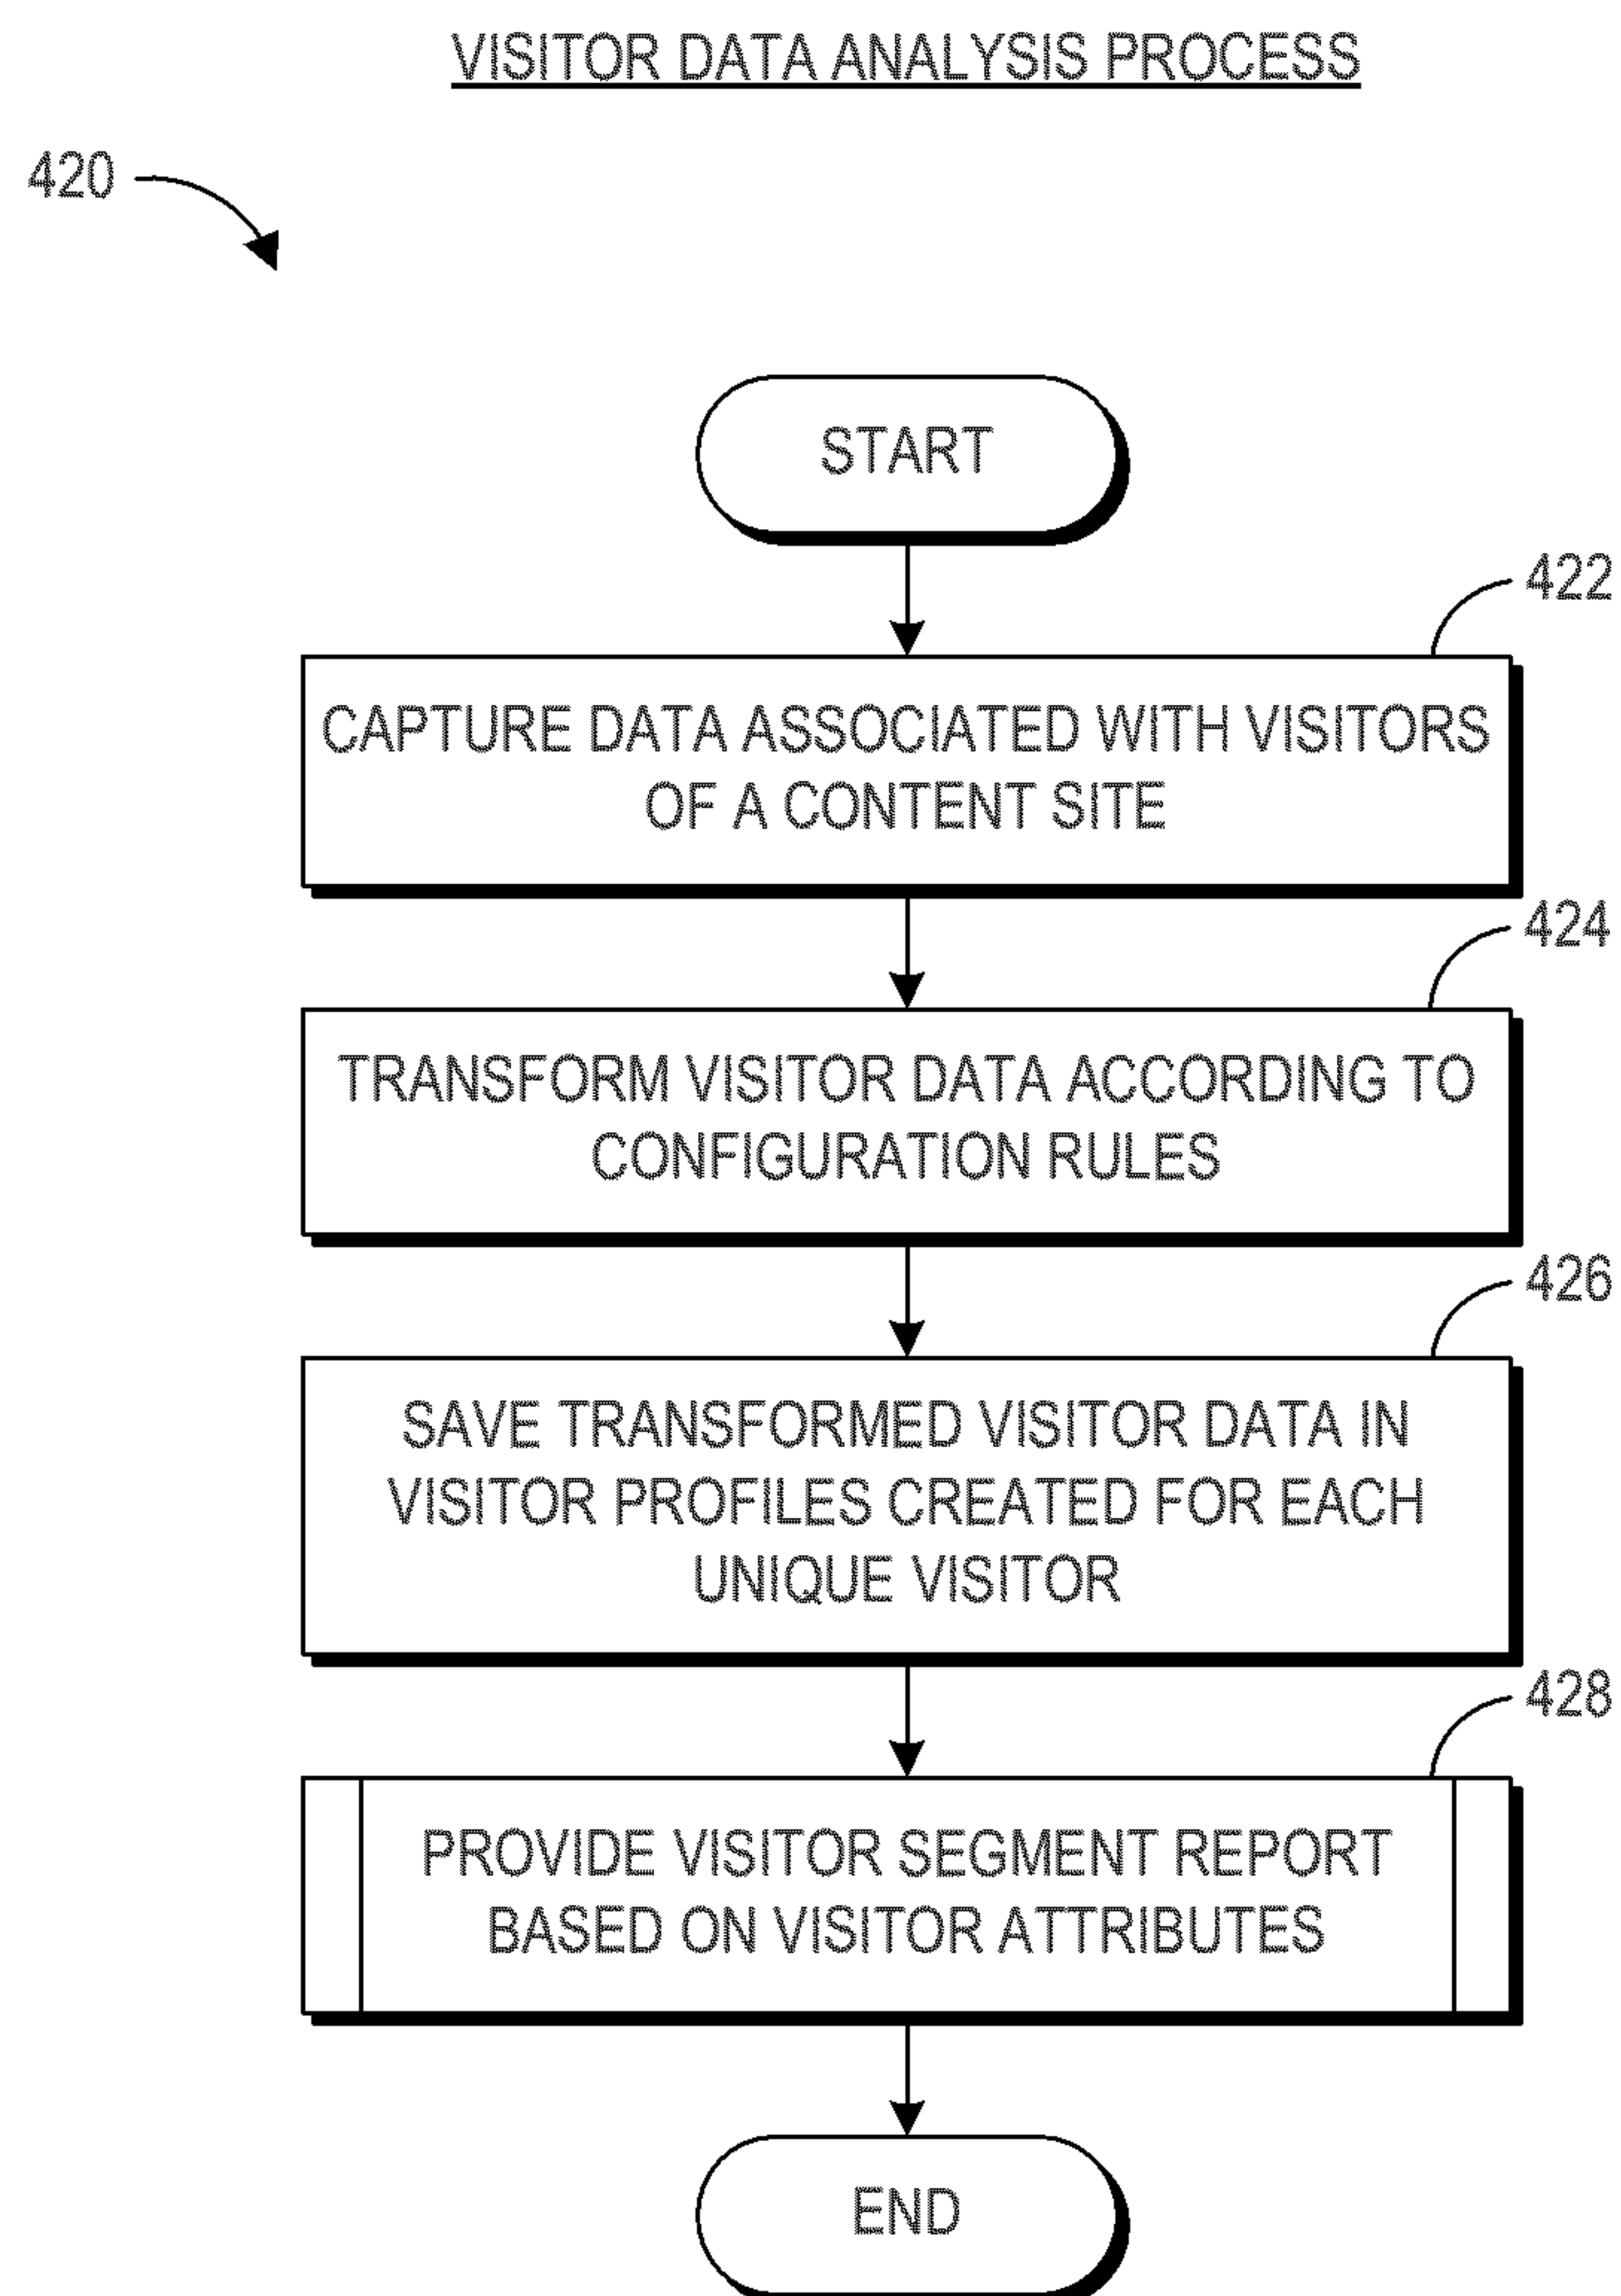 VISITOR DATA ANALYSIS PROCESS
420
START
422
CAPTURE DATA ASSOCIATED WITH VISITORS
OF A CONTENT SITE
424
TRANSFORM VISITOR DATA ACCORDING TO
CONFIGURATION RULES
426
SAVE TRANSFORMED VISITOR DATA IN
VISITOR PROFILES CREATED FOR EACH
UNIQUE VISITOR
428
PROVIDE VISITOR SEGMENT REPORT
BASED ON VISITOR ATTRIBUTES
END